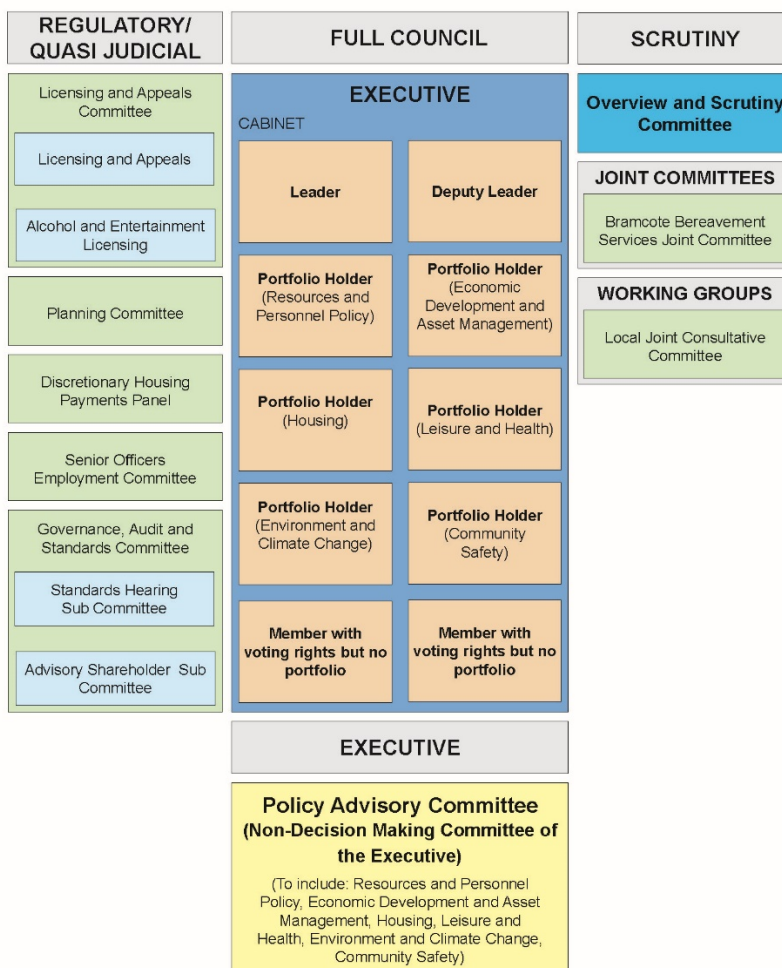 REGULATORY/
QUASI JUDICIAL
Licensing and Appeals
Committee
Licensing and Appeals
Alcohol and Entertainment
Licensing
Planning Committee
Discretionary Housing
Payments Panel
Senior Officers
Employment Committee
Governance, Audit and
Standards Committee
Standards Hearing
Sub Committee
Advisory Shareholder Sub
Committee
FULL COUNCIL
EXECUTIVE
CABINET
Leader
Deputy Leader
Portfolio Holder
(Resources and
Personnel Policy)
Portfolio Holder
(Economic
Development and
Asset Management)
Portfolio Holder
(Housing)
Portfolio Holder
(Leisure and Health)
Portfolio Holder
(Environment and
Climate Change)
Portfolio Holder
(Community
Safety)
Member with
voting rights but no
portfolio
Member with
voting rights but no
portfolio
EXECUTIVE
Policy Advisory Committee
(Non-Decision Making Committee of
the Executive)
(To include: Resources and Personnel
Policy, Economic Development and Asset
Management, Housing, Leisure and
Health, Environment and Climate Change,
Community Safety)
SCRUTINY
Overview and Scrutiny
Committee
JOINT COMMITTEES
Bramcote Bereavement
Services Joint Committee
WORKING GROUPS
Local Joint Consultative
Committee